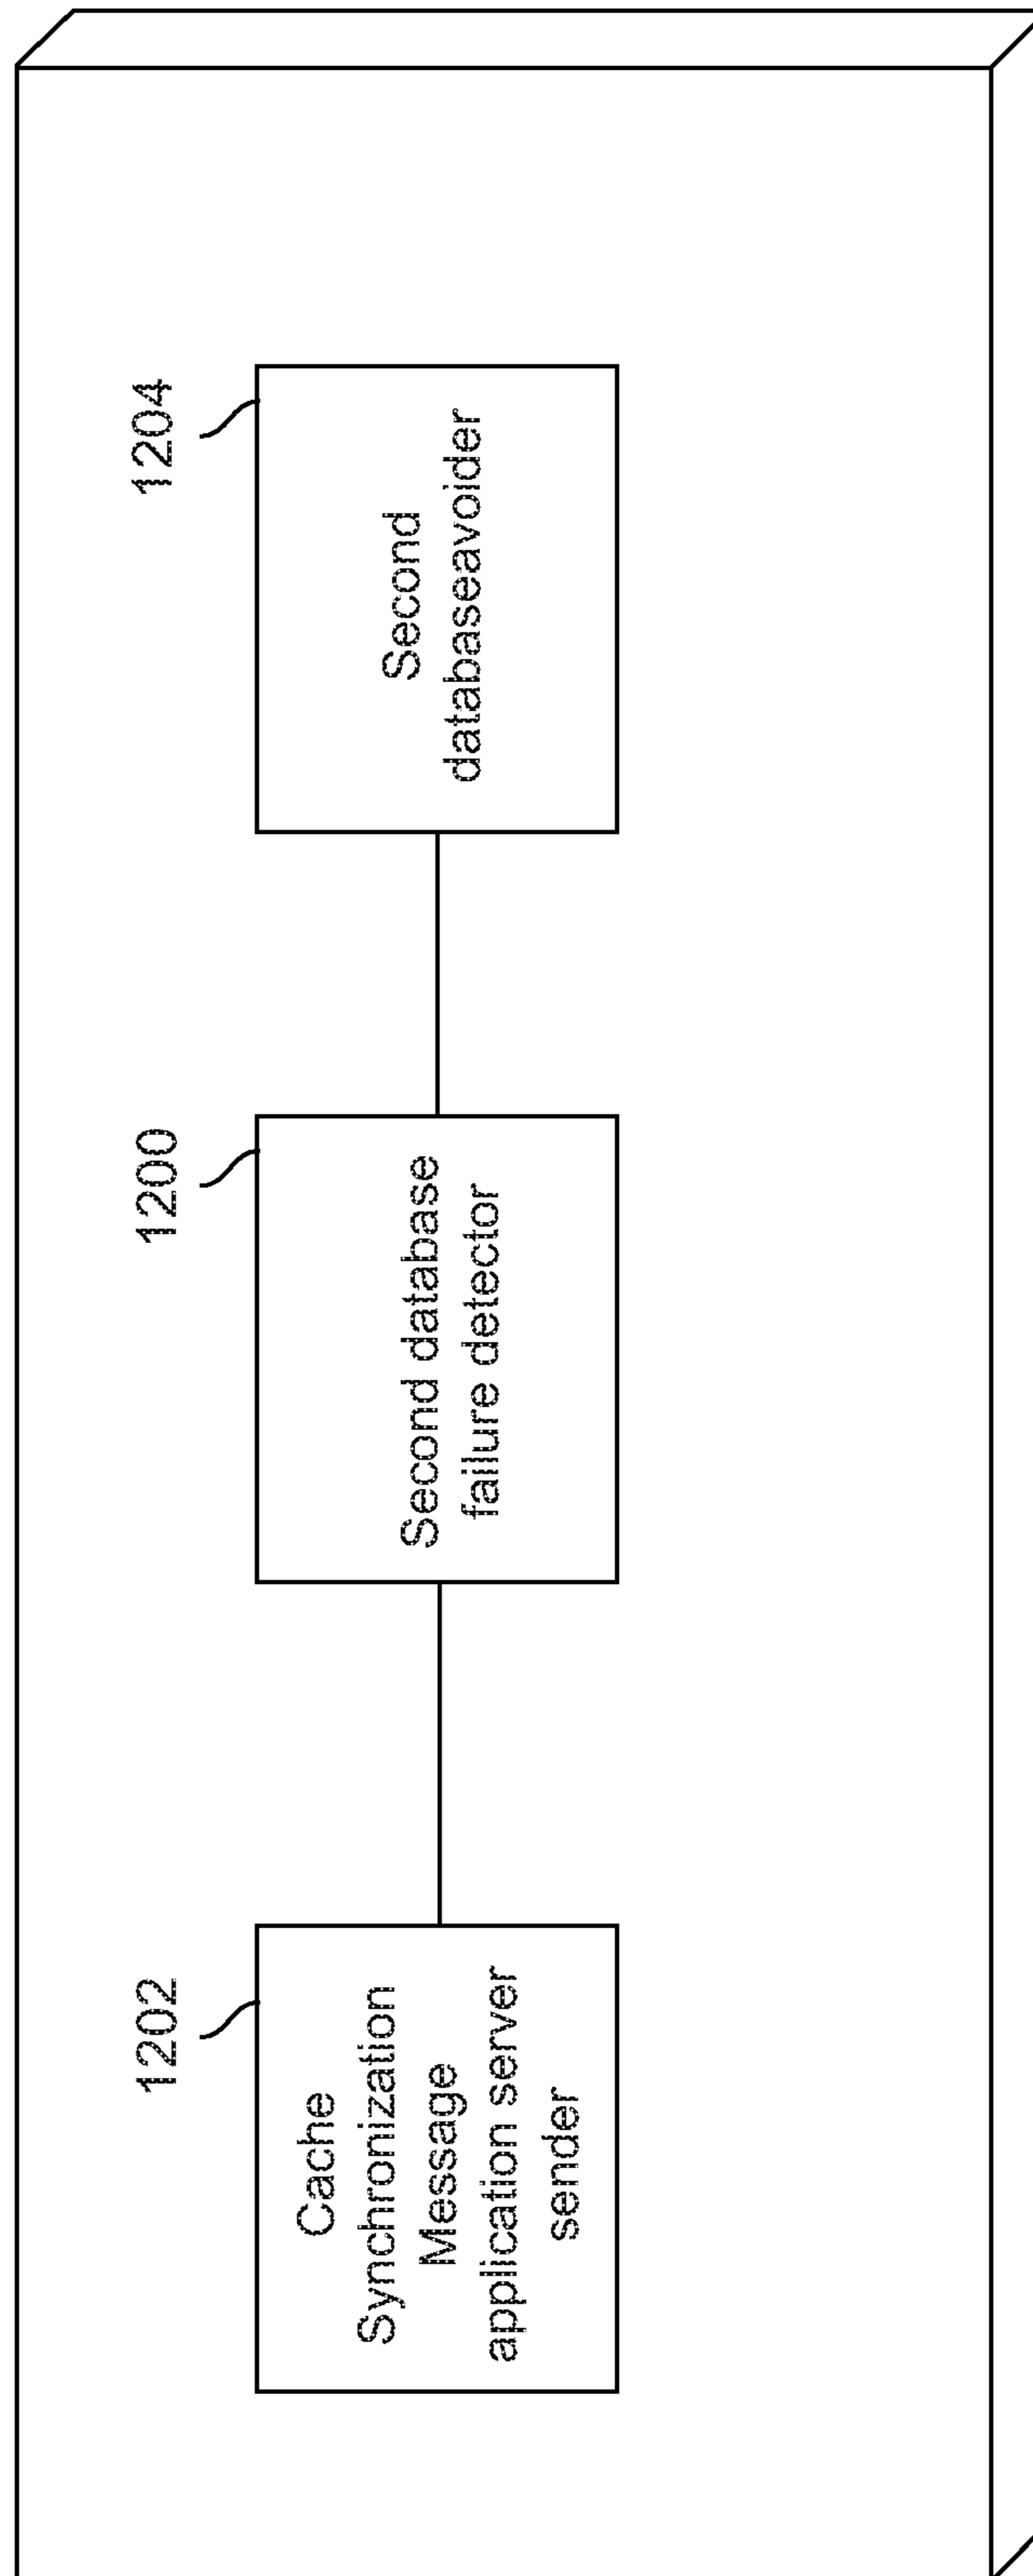 1202
Cache
Synchronization
Message
application server
sender
1200
Second database
failure detector
1204
Second
databaseavoider